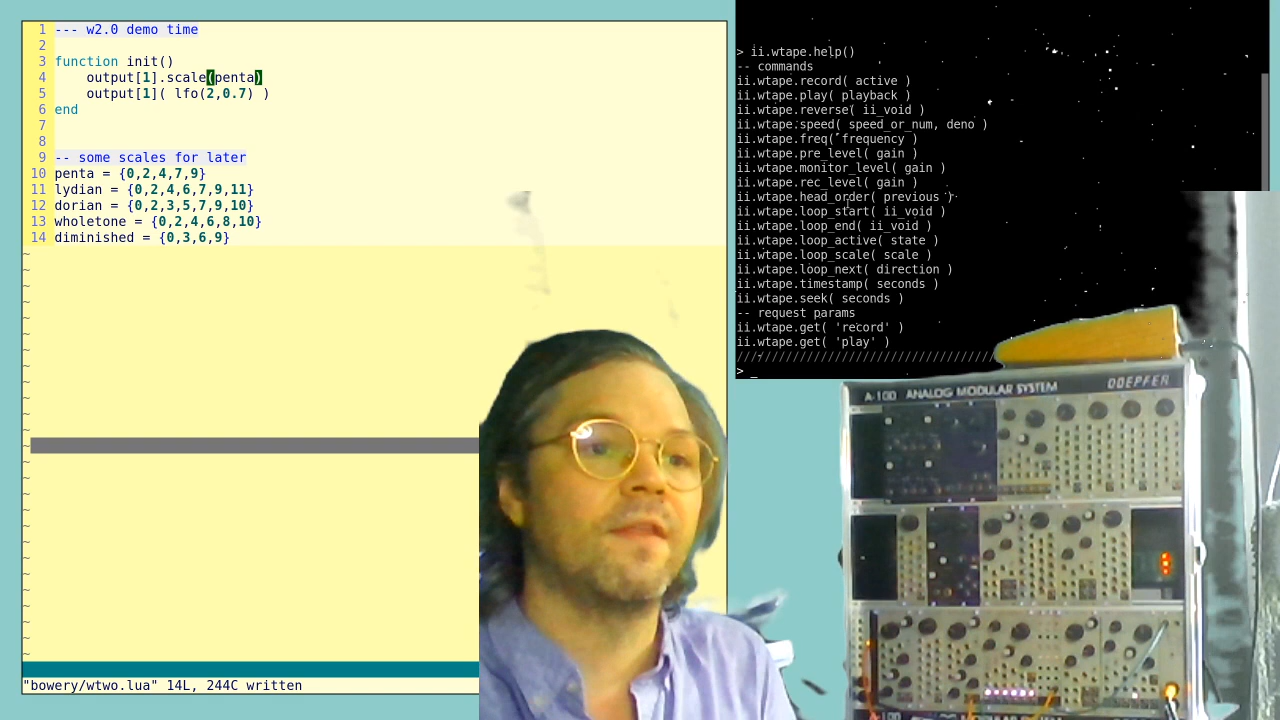 1 --- w2.0 demo time
2
3 function init()
4     output[1].scale(penta)
5     output[1]( lfo(2,0.7) )
6 end
7
8
9 -- some scales for later
10 penta = {0,2,4,7,9}
11 lydian = {0,2,4,6,7,9,11}
12 dorian = {0,2,3,5,7,9,10}
13 wholetone = {0,2,4,6,8,10}
14 diminished = {0,3,6,9}
"bowery/wtwo.lua" 14L, 244C written
> ii.wtape.help()
-- commands
ii.wtape.record( active )
ii.wtape.play( playback )
ii.wtape.reverse( ii_void )
ii.wtape.speed( speed_or_num, deno )
ii.wtape.freq( frequency )
ii.wtape.pre_level( gain )
ii.wtape.monitor_level( gain )
ii.wtape.rec_level( gain )
ii.wtape.head_order( previous )
ii.wtape.loop_start( ii_void )
ii.wtape.loop_end( ii_void )
ii.wtape.loop_active( state )
ii.wtape.loop_scale( scale )
ii.wtape.loop_next( direction )
ii.wtape.timestamp( seconds )
ii.wtape.seek( seconds )
-- request params
ii.wtape.get( 'record' )
ii.wtape.get( 'play' )
/////////////////////////////////////
> _
A-100 ANALOG MODULAR SYSTEM DOEPFER
A-100